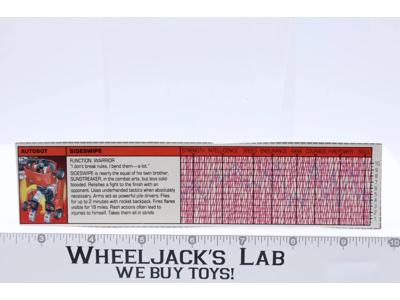 AUTOBOT
SIDESWIPE
STRENGTH INTELLIGENCE SPEED ENDURANCE RANK COURAGE FIREPOWER SKILL
FUNCTION: WARRIOR
"I don't break rules, I bend them—a lot."
SIDESWIPE is nearly the equal of his twin brother,
SUNSTREAKER, in the combat arts, but less cold-
blooded. Relishes a fight to the finish with an
opponent. Uses underhanded tactics when absolutely
necessary. Arms act as powerful pile drivers. Flies
for up to 2 minutes with rocket backpack. Fires flares
visible for 18 miles. Rash actions often lead to
injuries to himself. Takes them all in stride.
3 4 5 6 7 8 9 10
WHEELJACK'S LAB
WE BUY TOYS!